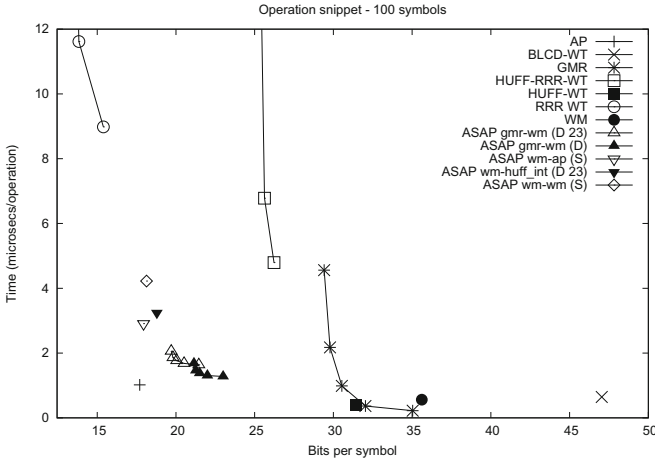 Operation snippet - 100 symbols
12
10
8
6
4
2
0
Time (microsecs/operation)
AP
BLCD-WT
GMR
HUFF-RRR-WT
HUFF-WT
RRR WT
WM
ASAP gmr-wm (D 23)
ASAP gmr-wm (D)
ASAP wm-ap (S)
ASAP wm-huff_int (D 23)
ASAP wm-wm (S)
15 20 25 30 35 40 45 50
Bits per symbol